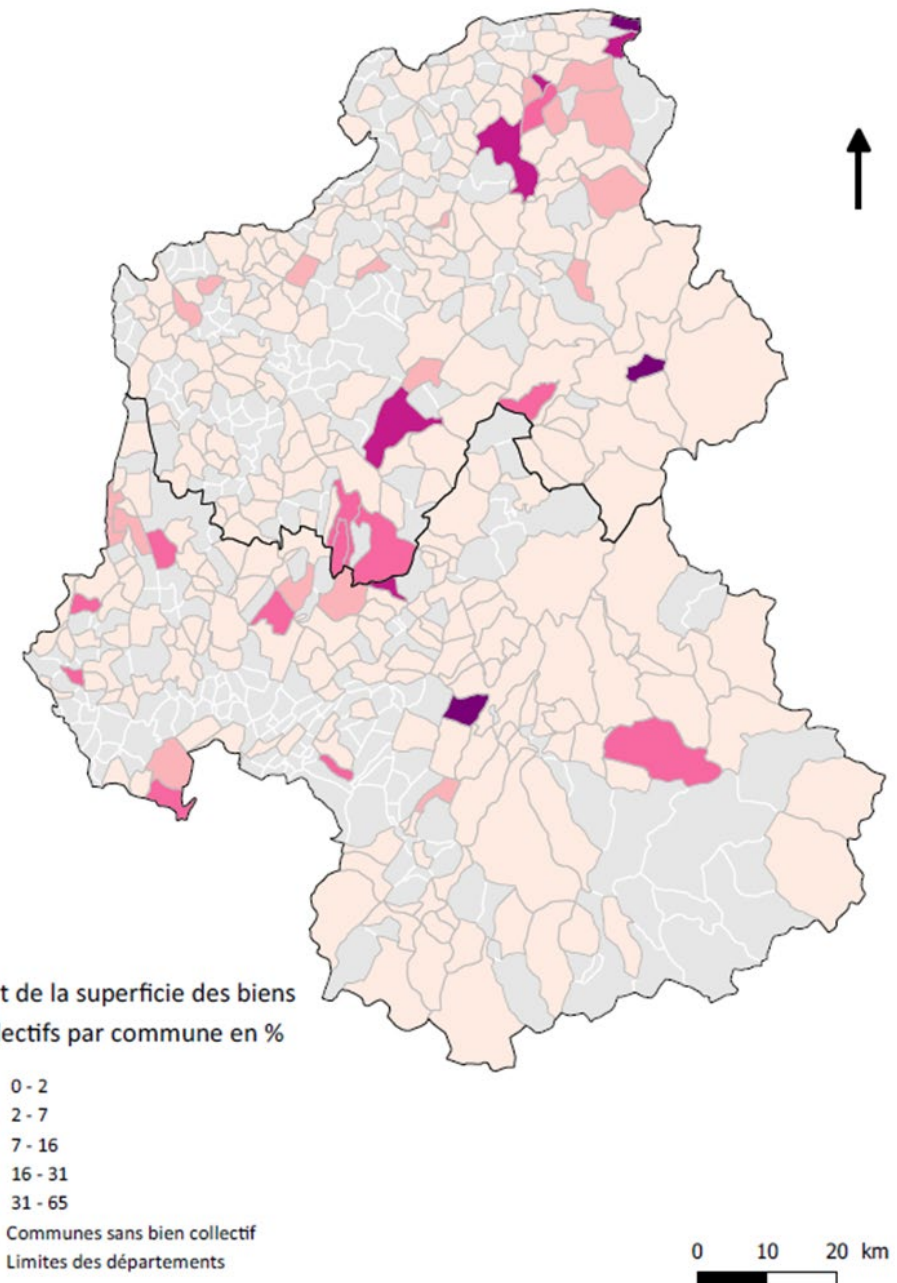 t de la superficie des biens
lectifs par commune en %
0 - 2
2 - 7
7 - 16
16 - 31
31 - 65
Communes sans bien collectif
Limites des départements
0 10 20 km